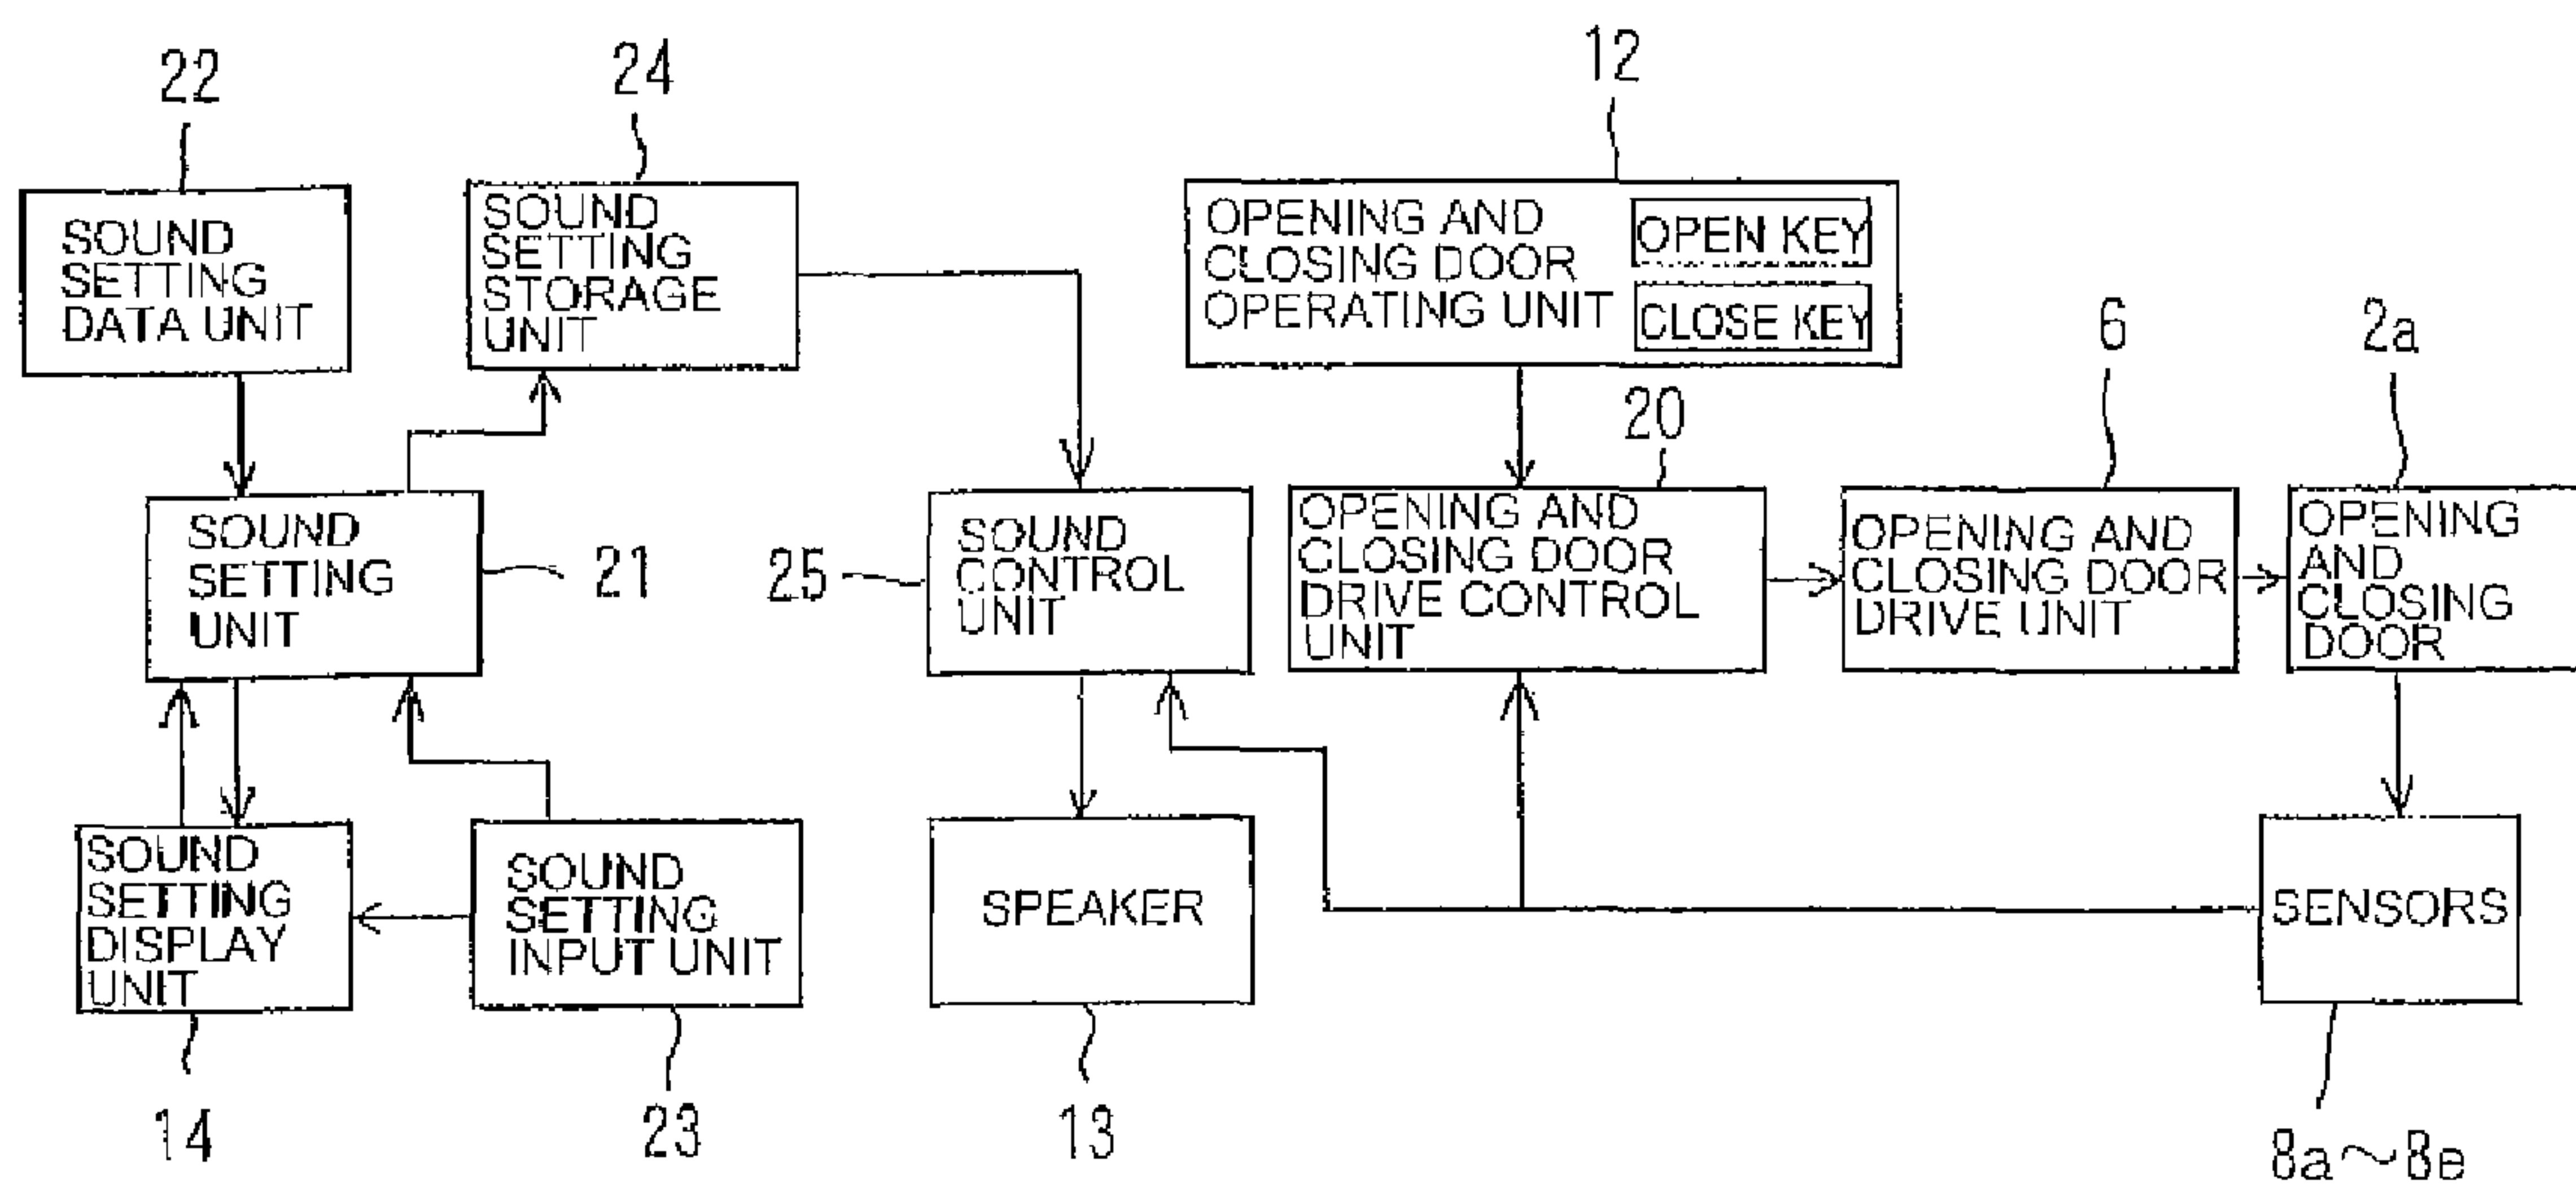 22
24
12
SOUND
SETTING
DATA UNIT
SOUND
SETTING
STORAGE
UNIT
OPENING AND
CLOSING DOOR
OPERATING UNIT
OPEN KEY
CLOSE KEY
20
6
2a
SOUND
SETTING
UNIT
21
25
SOUND
CONTROL
UNIT
OPENING AND
CLOSING DOOR
DRIVE CONTROL
UNIT
OPENING AND
CLOSING DOOR
DRIVE UNIT
OPENING
AND
CLOSING
DOOR
SOUND
SETTING
DISPLAY
UNIT
SOUND
SETTING
INPUT UNIT
SPEAKER
SENSORS
14
23
13
8a~8e